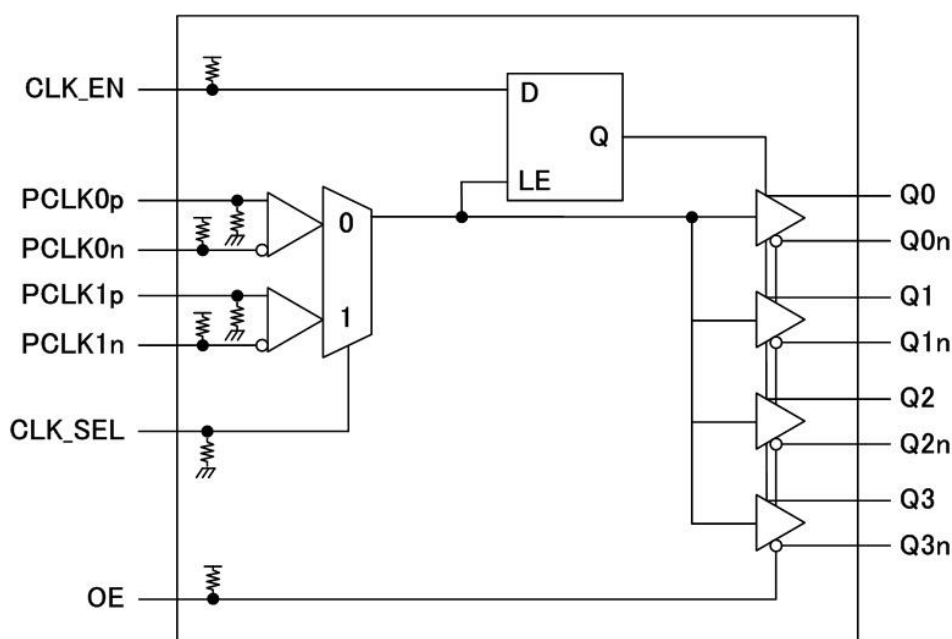 CLK_EN
D
Q
LE
PCLK0p
PCLK0n
PCLK1p
PCLK1n
0
1
CLK_SEL
OE
Q0
Q0n
Q1
Q1n
Q2
Q2n
Q3
Q3n